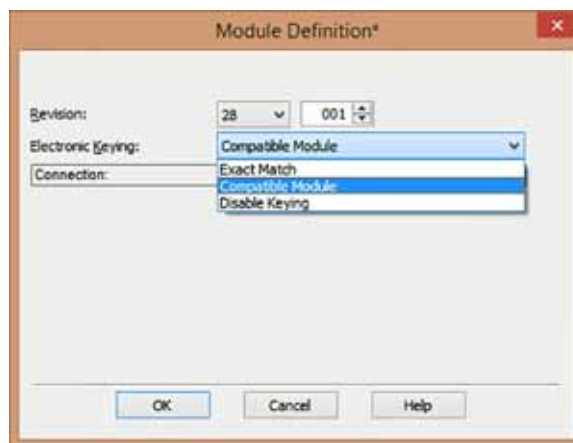 Module Definition*
Revision: 28 001
Electronic Keying: Compatible Module
Connection: Exact Match
Compatible Module
Disable Keying
OK Cancel Help